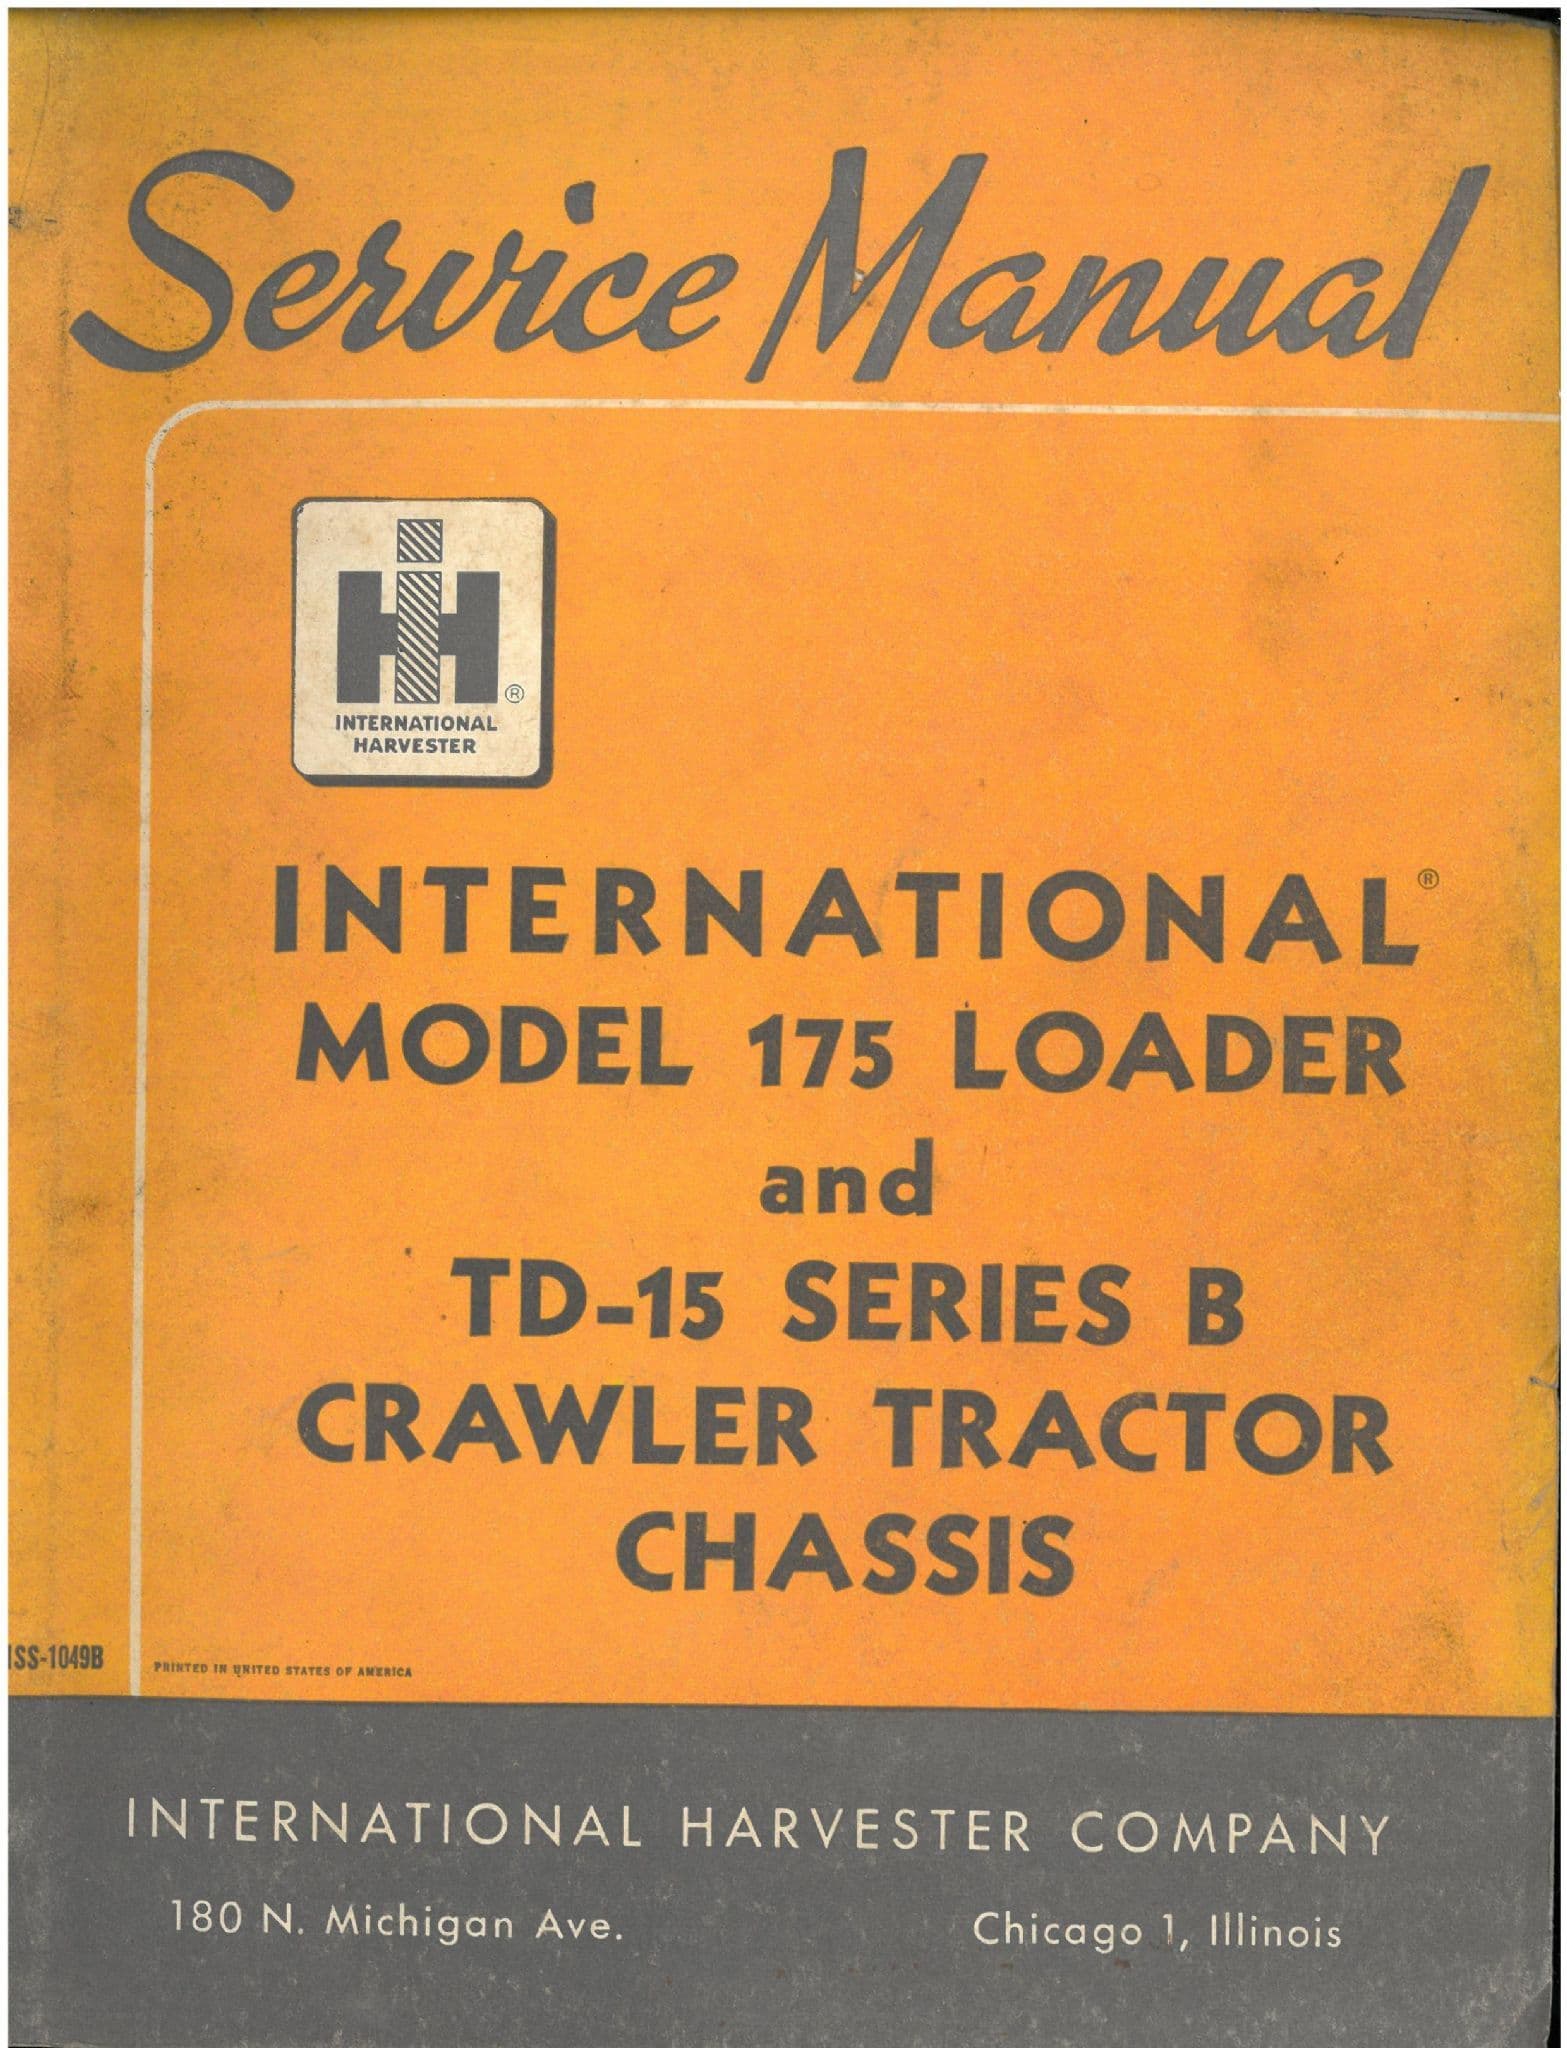 Service Manual
IH
®
INTERNATIONAL
HARVESTER
INTERNATIONAL®
MODEL 175 LOADER
and
TD-15 SERIES B
CRAWLER TRACTOR
CHASSIS
ISS-1049B
PRINTED IN UNITED STATES OF AMERICA
INTERNATIONAL HARVESTER COMPANY
180 N. Michigan Ave. Chicago 1, Illinois